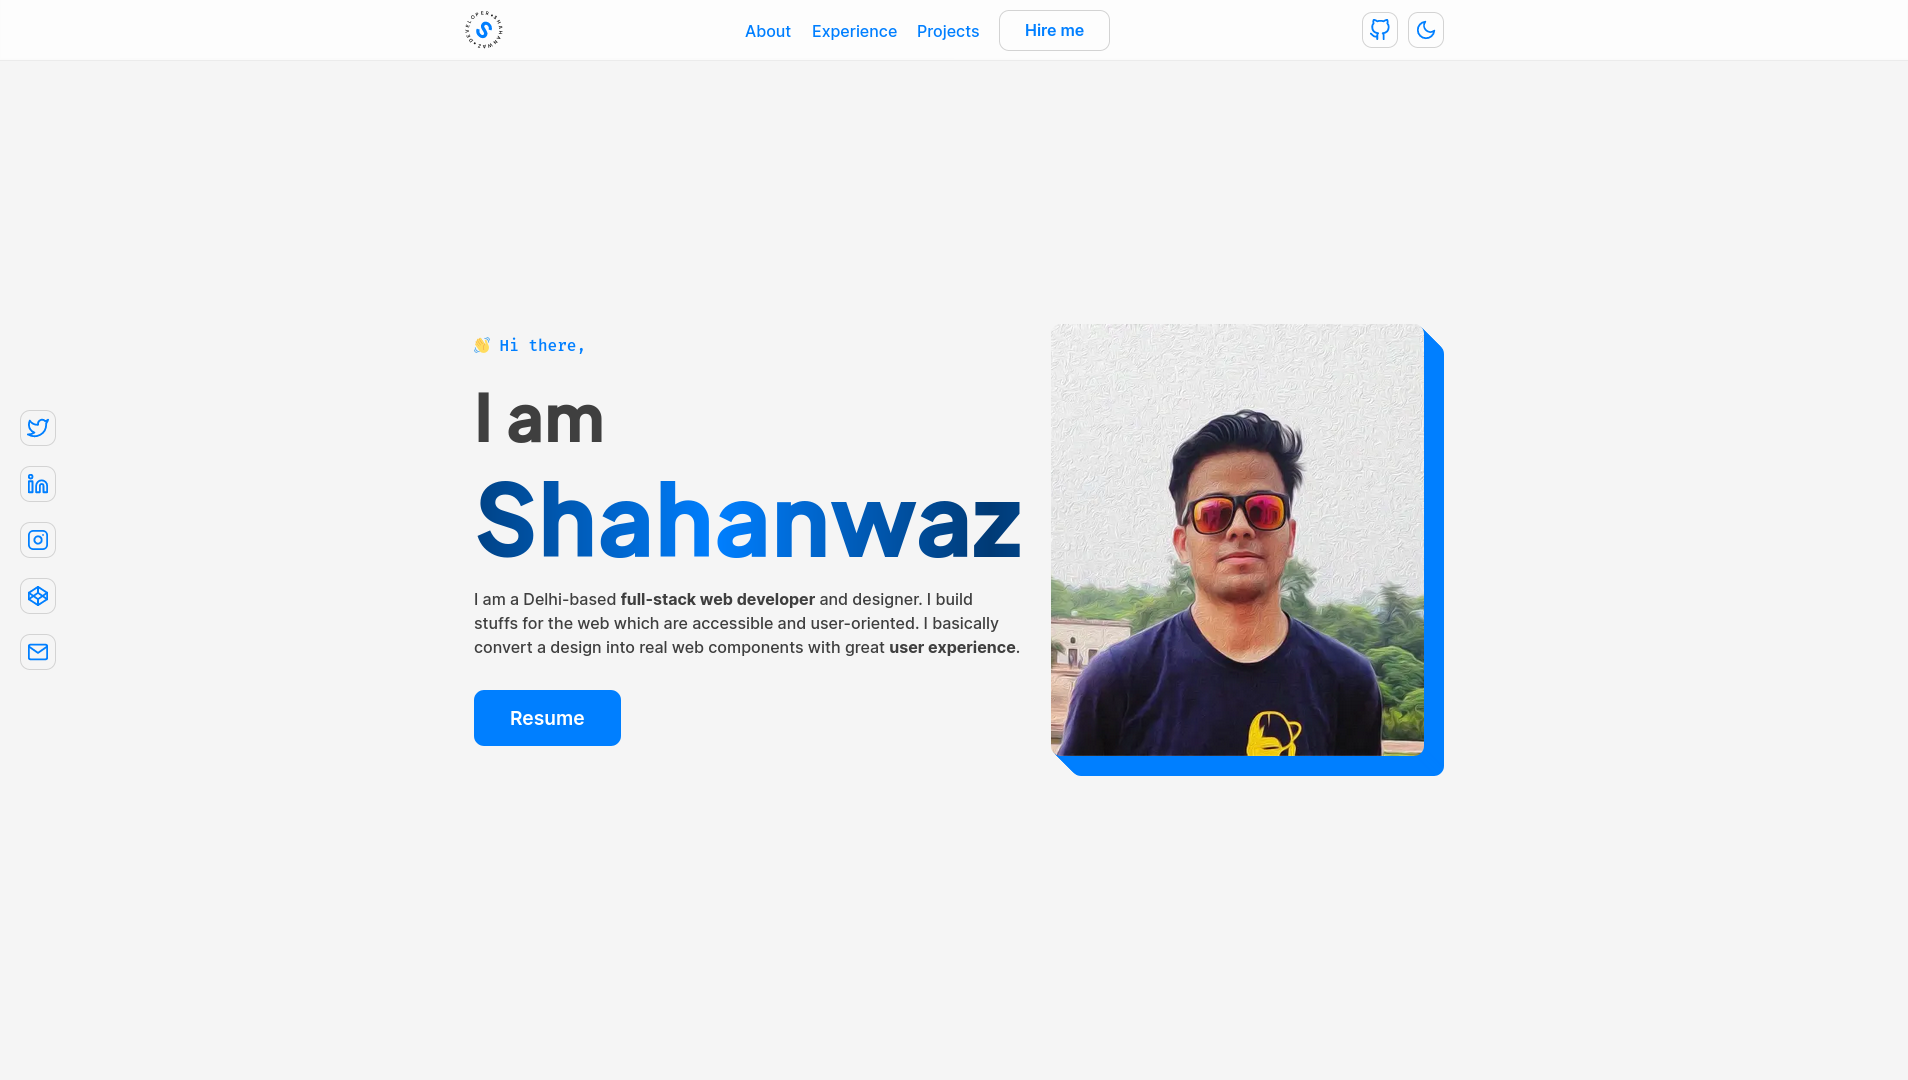 DEVELOPER • SHAHANWAZ •
S
About
Experience
Projects
Hire me
👋 Hi there,
I am
Shahanwaz
I am a Delhi-based full-stack web developer and designer. I build
stuffs for the web which are accessible and user-oriented. I basically
convert a design into real web components with great user experience.
Resume